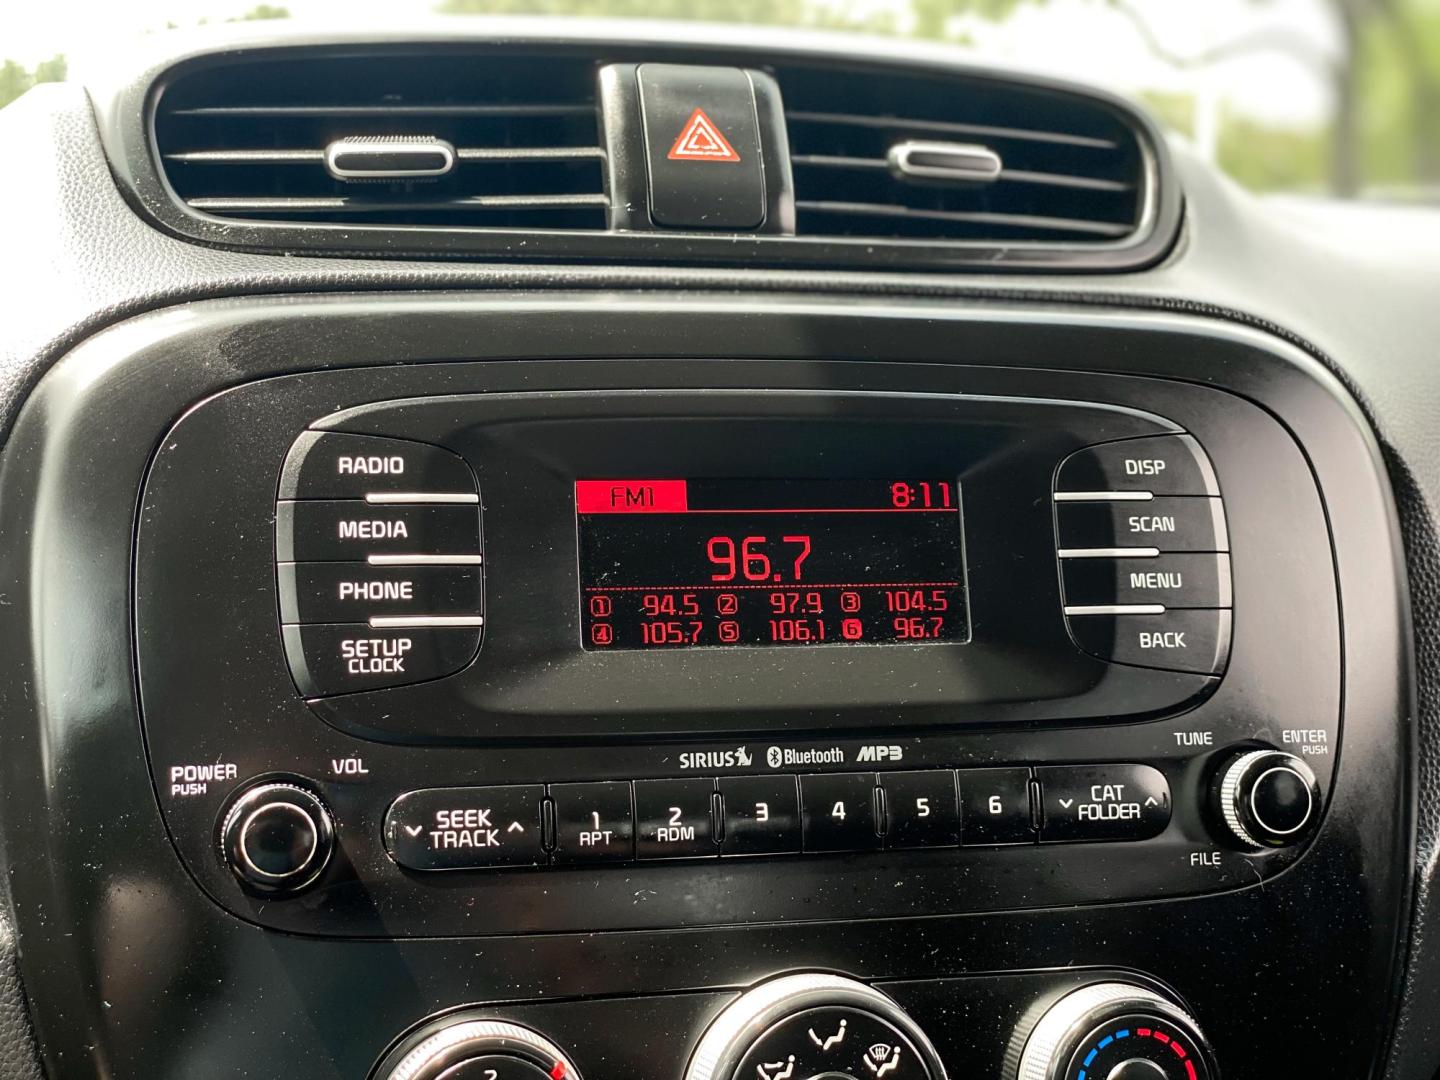 RADIO
MEDIA
PHONE
SETUP
CLOCK
FM1 8:11
96.7
1 94.5 2 97.9 3 104.5
4 105.7 5 106.1 6 96.7
DISP
SCAN
MENU
BACK
SIRIUS Bluetooth MP3
POWER
PUSH
VOL
SEEK
TRACK
1
RPT
2
RDM
3
4
5
6
CAT
FOLDER
TUNE
ENTER
PUSH
FILE
2